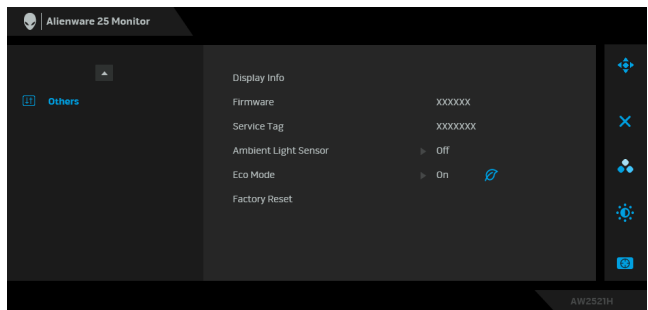 Alienware 25 Monitor
Others
Display Info
Firmware XXXXXX
Service Tag XXXXXXX
Ambient Light Sensor Off
Eco Mode On
Factory Reset
AW2521H